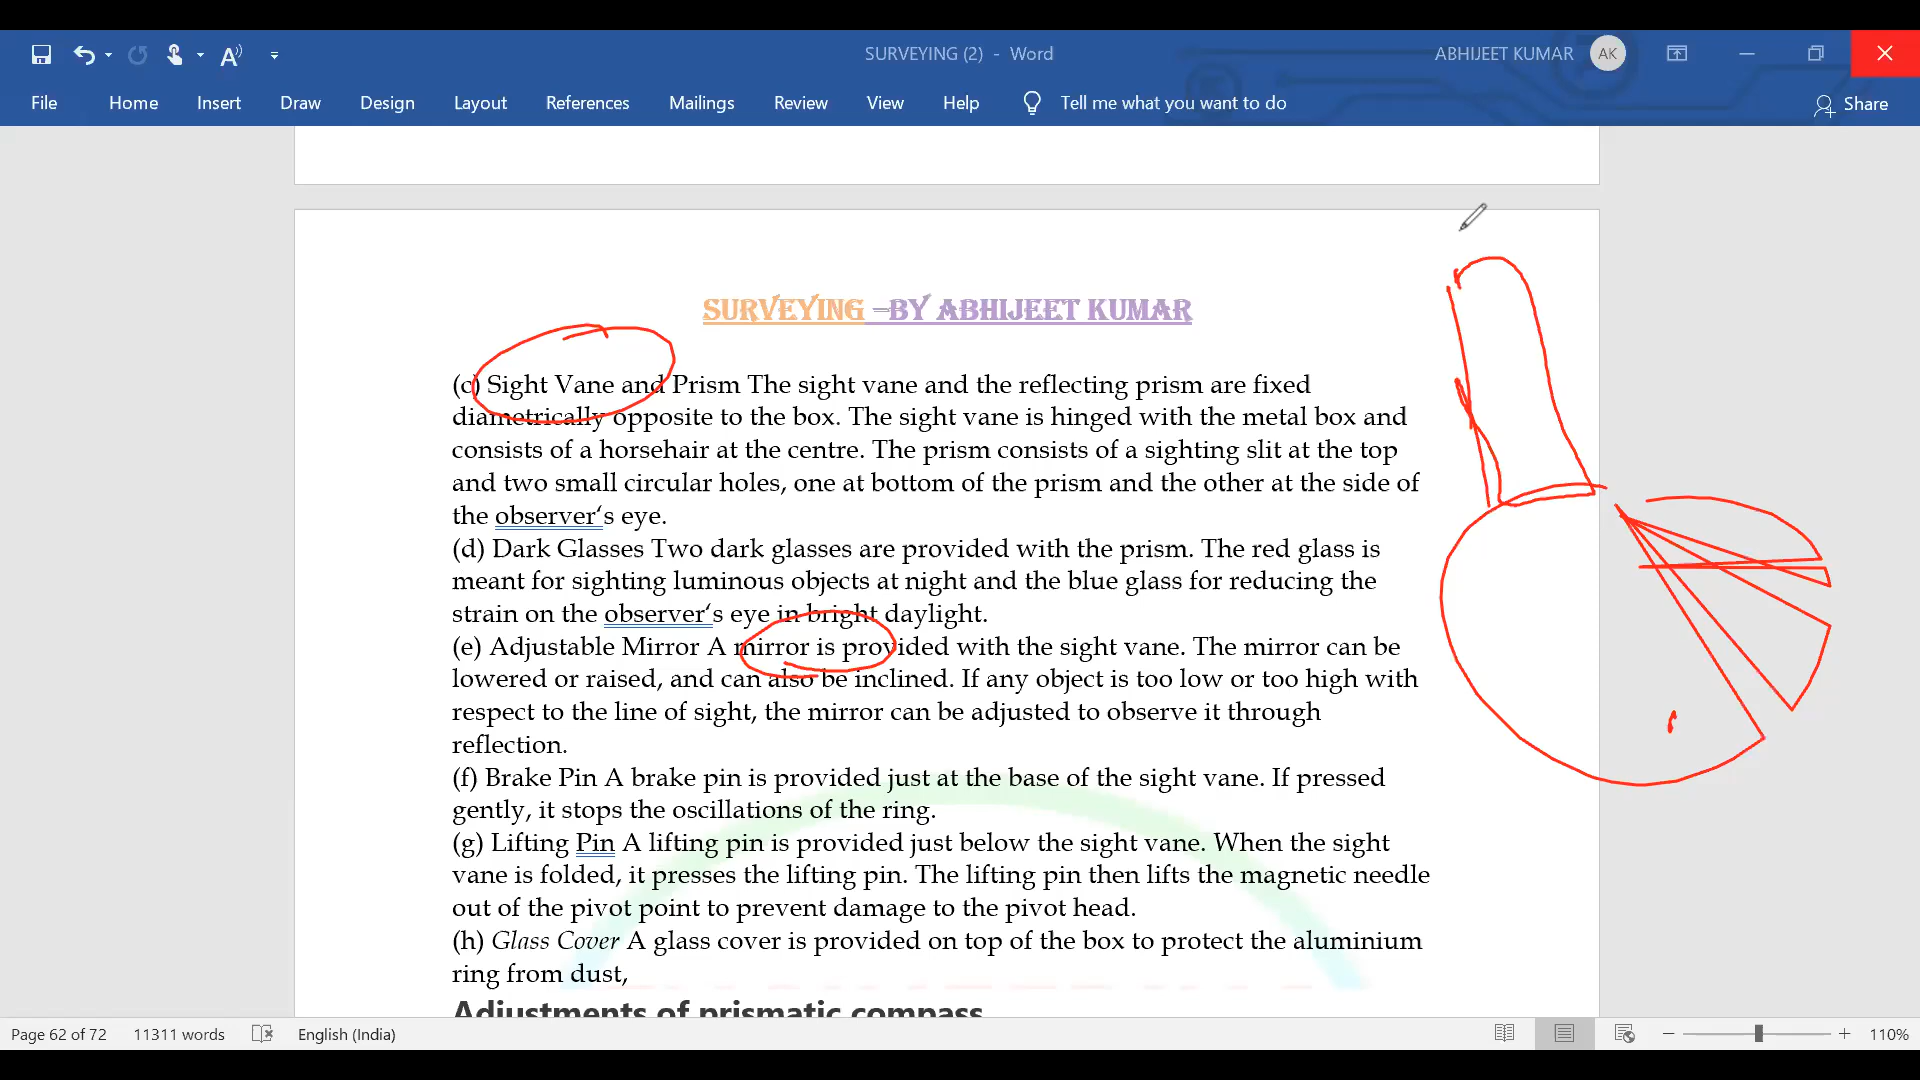 SURVEYING (2) - Word
ABHIJEET KUMAR AK
File Home Insert Draw Design Layout References Mailings Review View Help Tell me what you want to do Share
SURVEYING –BY ABHIJEET KUMAR
(c) Sight Vane and Prism The sight vane and the reflecting prism are fixed
diametrically opposite to the box. The sight vane is hinged with the metal box and
consists of a horsehair at the centre. The prism consists of a sighting slit at the top
and two small circular holes, one at bottom of the prism and the other at the side of
the observer‘s eye.
(d) Dark Glasses Two dark glasses are provided with the prism. The red glass is
meant for sighting luminous objects at night and the blue glass for reducing the
strain on the observer‘s eye in bright daylight.
(e) Adjustable Mirror A mirror is provided with the sight vane. The mirror can be
lowered or raised, and can also be inclined. If any object is too low or too high with
respect to the line of sight, the mirror can be adjusted to observe it through
reflection.
(f) Brake Pin A brake pin is provided just at the base of the sight vane. If pressed
gently, it stops the oscillations of the ring.
(g) Lifting Pin A lifting pin is provided just below the sight vane. When the sight
vane is folded, it presses the lifting pin. The lifting pin then lifts the magnetic needle
out of the pivot point to prevent damage to the pivot head.
(h) Glass Cover A glass cover is provided on top of the box to protect the aluminium
ring from dust,
Adjustments of prismatic compass
Page 62 of 72 11311 words English (India) 110%